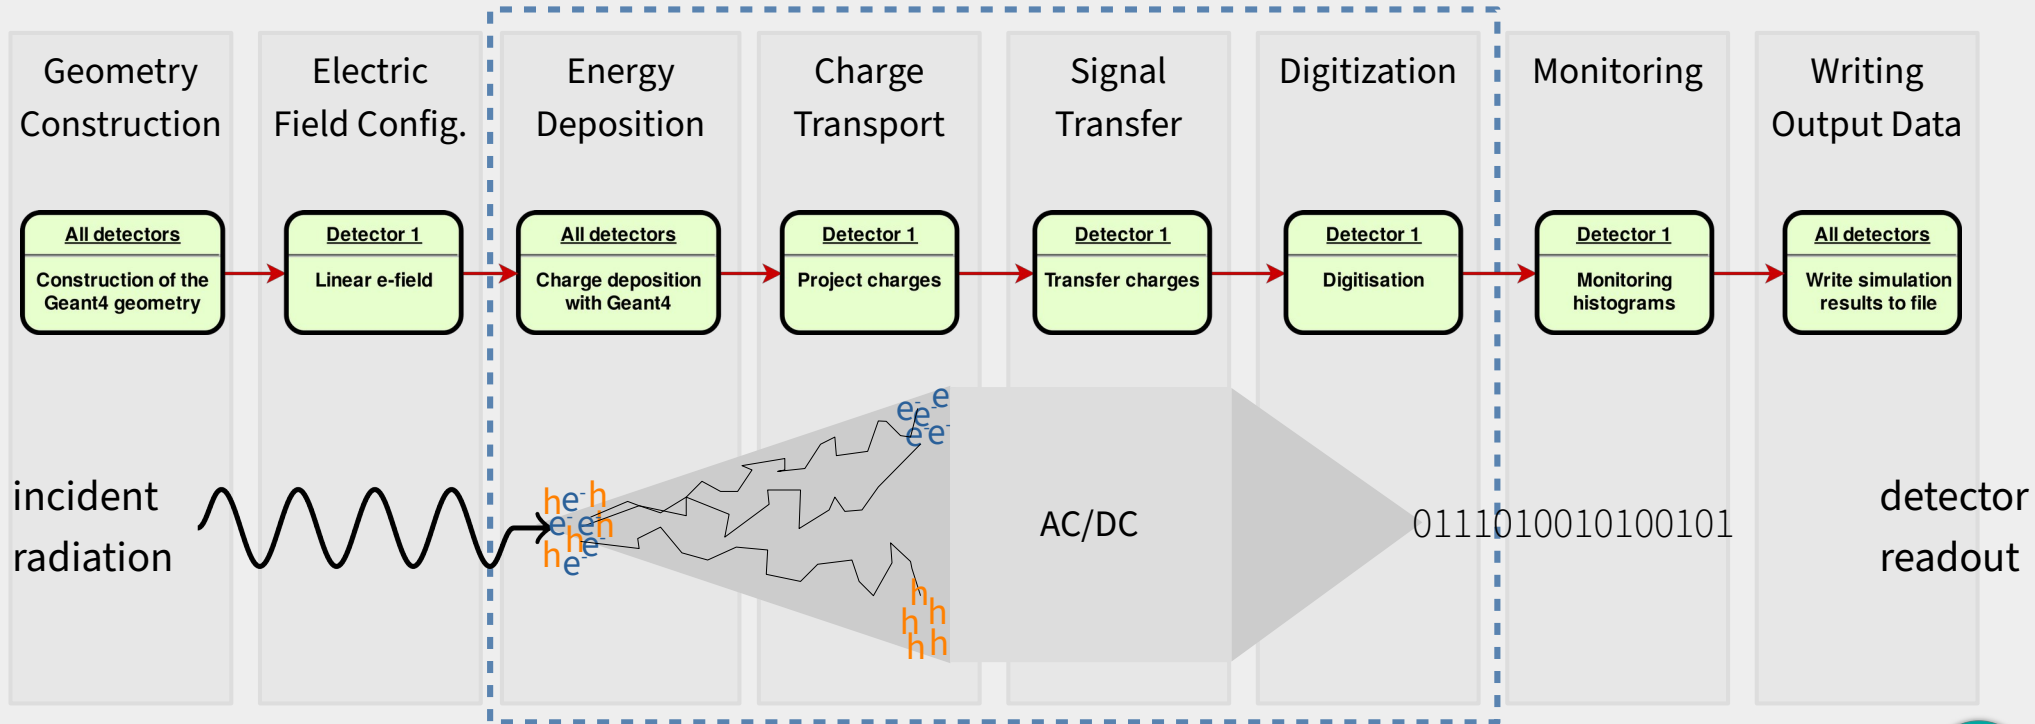 Geometry
Construction
Electric
Field Config.
Energy
Deposition
Charge
Transport
Signal
Transfer
Digitization
Monitoring
Writing
Output Data
All detectors
Construction of the
Geant4 geometry
Detector 1
Linear e-field
All detectors
Charge deposition
with Geant4
Detector 1
Project charges
Detector 1
Transfer charges
Detector 1
Digitisation
Detector 1
Monitoring
histograms
All detectors
Write simulation
results to file
incident
radiation
h e- h
e- e- h
h e-
h e-
e- e- e-
e- e-
h
h h
h h
AC/DC
0111010010100101
detector
readout